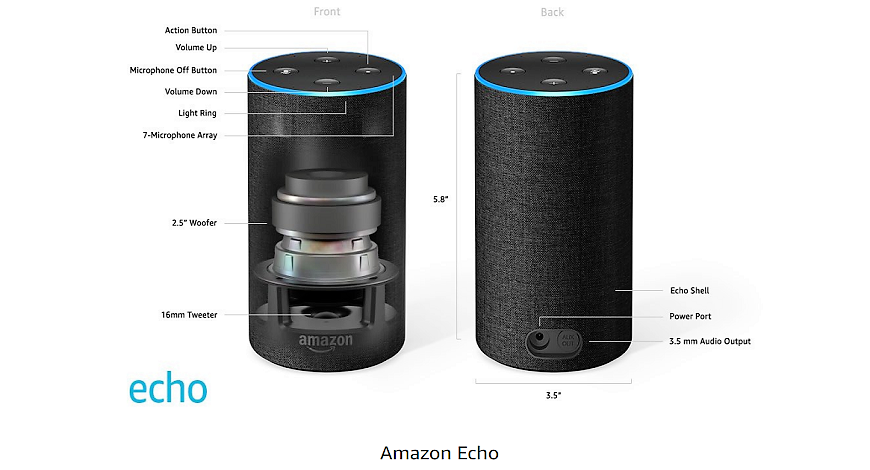 Front
Back
Action Button
Volume Up
Microphone Off Button
Volume Down
Light Ring
7-Microphone Array
5.8"
2.5" Woofer
Echo Shell
16mm Tweeter
Power Port
AUX
OUT
3.5 mm Audio Output
amazon
echo
3.5"
Amazon Echo